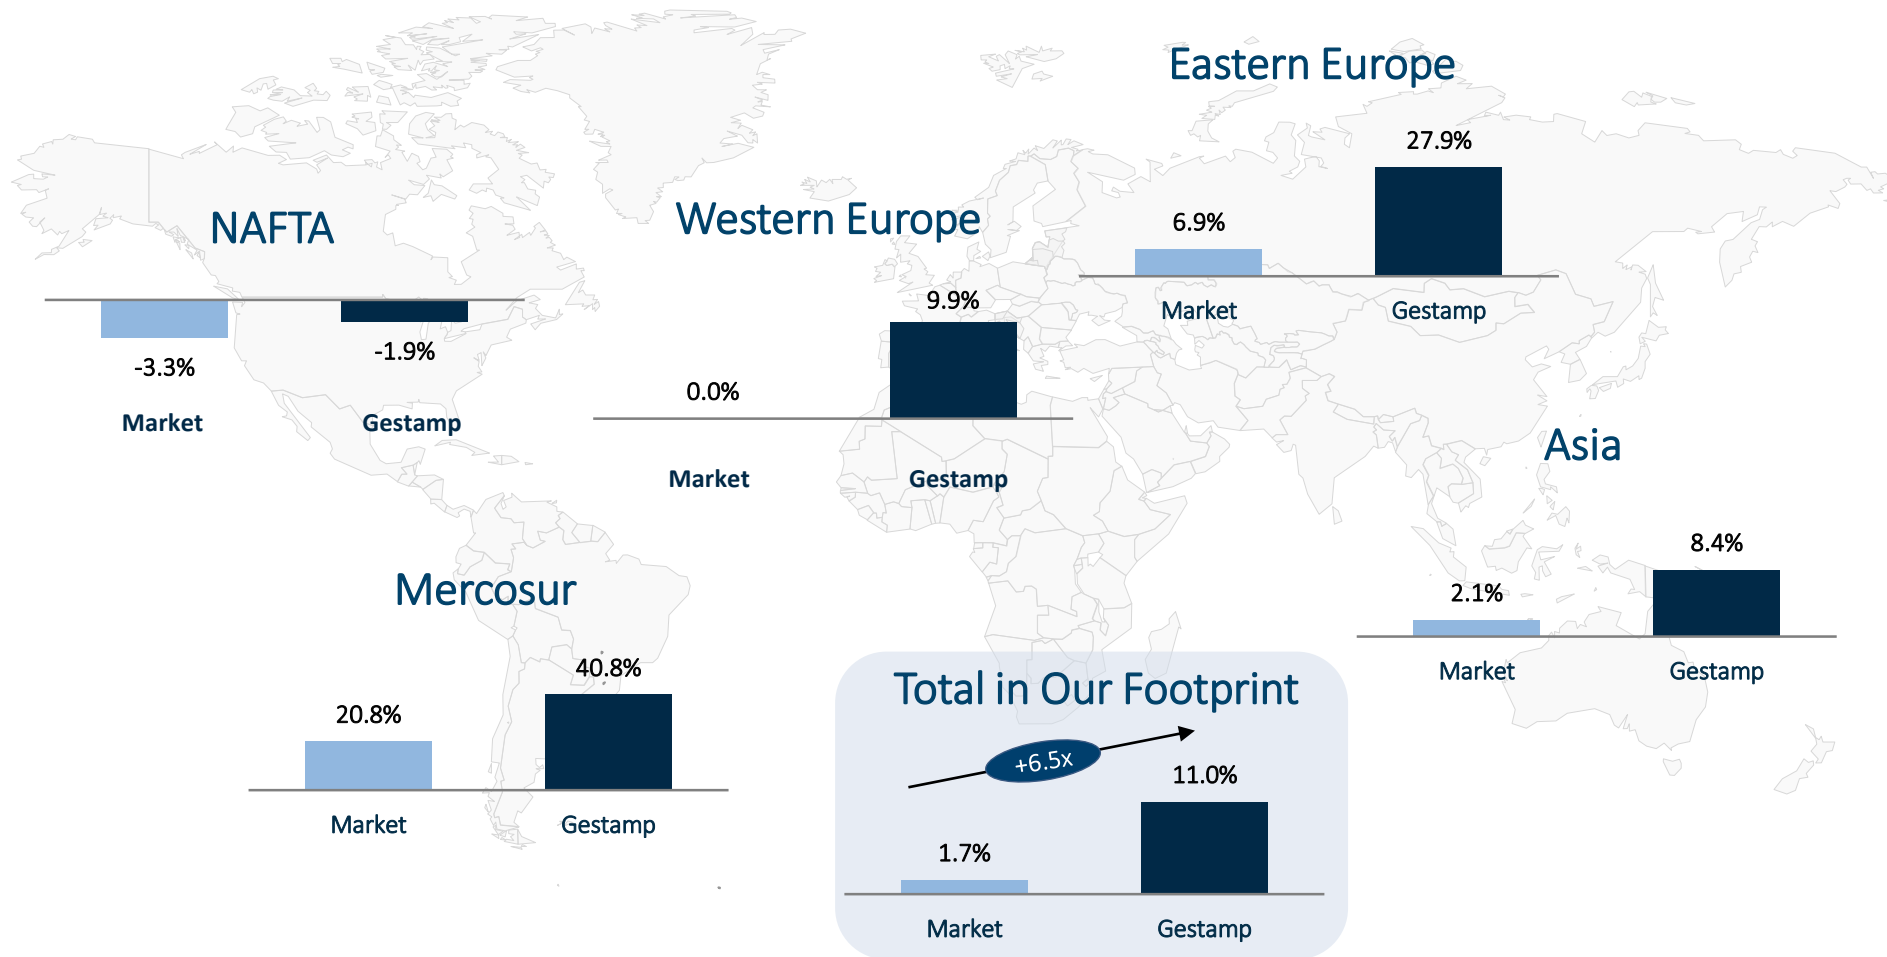 Eastern Europe
27.9%
6.9%
Market Gestamp
NAFTA
-3.3% -1.9%
Market Gestamp
Western Europe
9.9%
0.0%
Market Gestamp
Asia
8.4%
2.1%
Market Gestamp
Mercosur
40.8%
20.8%
Market Gestamp
Total in Our Footprint
+6.5x
11.0%
1.7%
Market Gestamp